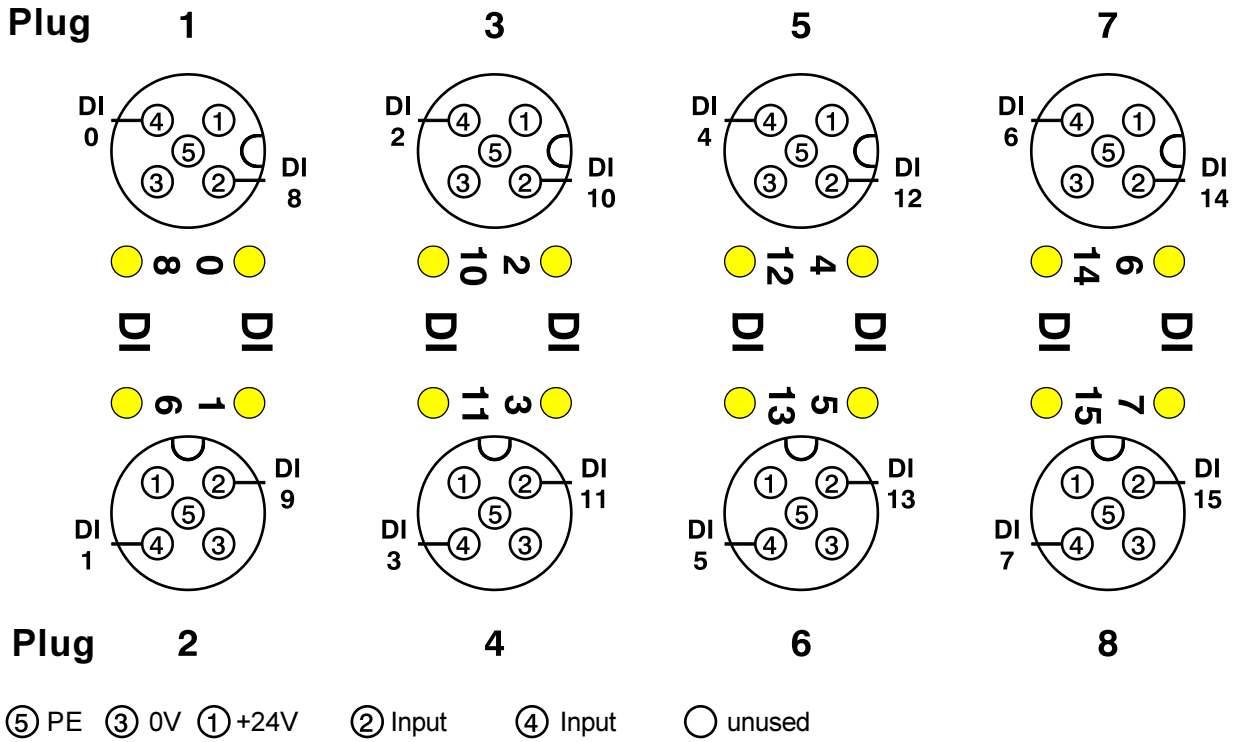 Plug 1 3 5 7
DI 0 ④ ① ⑤ ③ ② DI 8
DI 2 ④ ① ⑤ ③ ② DI 10
DI 4 ④ ① ⑤ ③ ② DI 12
DI 6 ④ ① ⑤ ③ ② DI 14
8 0 10 2 12 4 14 6
DI DI DI DI DI DI DI DI
9 1 11 3 13 5 15 7
① ② DI 9 ⑤ DI 1 ④ ③
① ② DI 11 ⑤ DI 3 ④ ③
① ② DI 13 ⑤ DI 5 ④ ③
① ② DI 15 ⑤ DI 7 ④ ③
Plug 2 4 6 8
⑤ PE ③ 0V ① +24V ② Input ④ Input unused